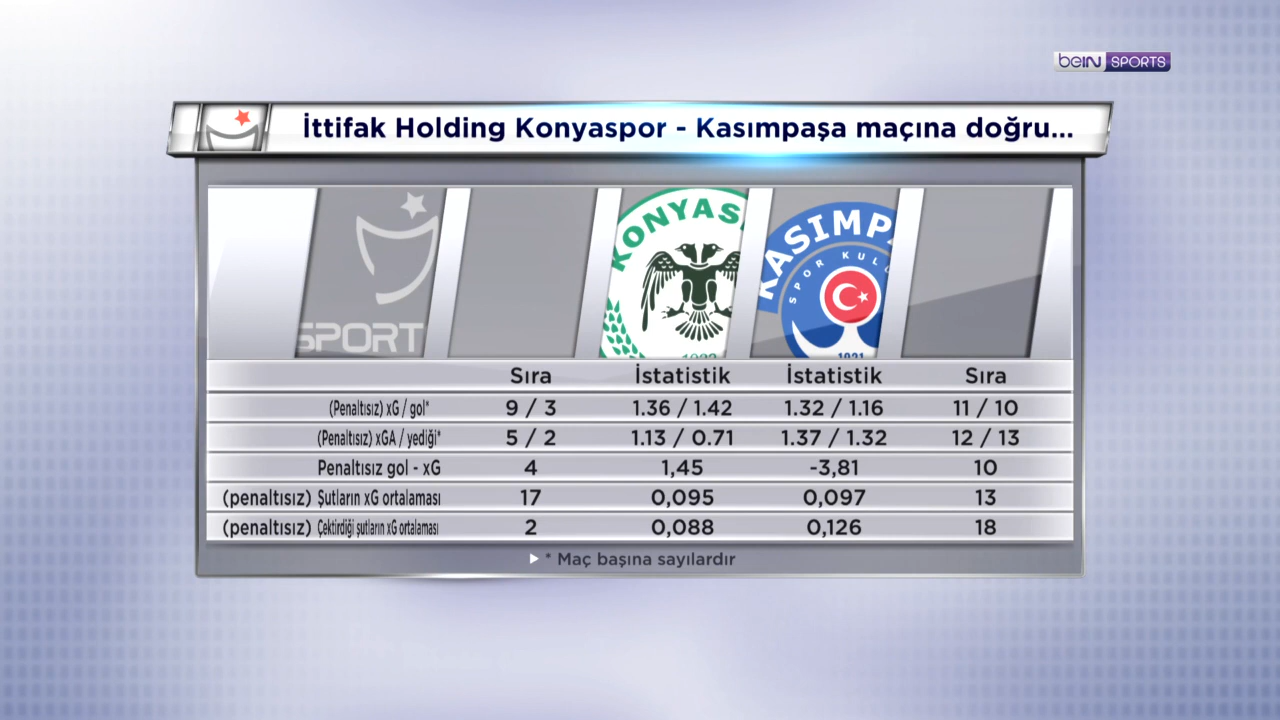 beIN SPORTS
İttifak Holding Konyaspor - Kasımpaşa maçına doğru...
SPORT
KONYAS
KASIMP
SPOR KULÜ
1921
Sıra İstatistik İstatistik Sıra
(Penaltısız) xG / gol* 9 / 3 1.36 / 1.42 1.32 / 1.16 11 / 10
(Penaltısız) xGA / yediği* 5 / 2 1.13 / 0.71 1.37 / 1.32 12 / 13
Penaltısız gol - xG 4 1,45 -3,81 10
(penaltısız) Şutların xG ortalaması 17 0,095 0,097 13
(penaltısız) Çektirdiği şutların xG ortalaması 2 0,088 0,126 18
* Maç başına sayılardır